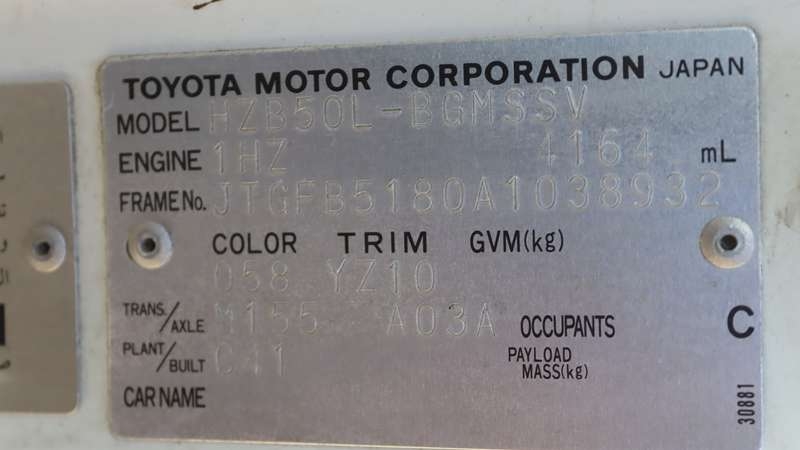 TOYOTA MOTOR CORPORATION JAPAN
MODEL HZB50L-BGMSSV
ENGINE 1HZ 4164 mL
FRAME No. JTGFB5180A1038932
COLOR TRIM GVM(kg)
058 YZ10
TRANS./AXLE M155 A03A OCCUPANTS C
PLANT/BUILT C41 PAYLOAD MASS(kg)
CAR NAME
30881